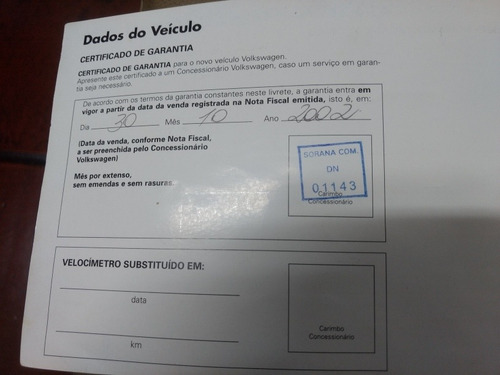 Dados do Veículo
CERTIFICADO DE GARANTIA
CERTIFICADO DE GARANTIA para o novo veículo Volkswagen.
Apresente este certificado a um Concessionário Volkswagen, caso um serviço em garan-
tia seja necessário.
De acordo com os termos da garantia constantes neste livrete, a garantia entra em
vigor a partir da data da venda registrada na Nota Fiscal emitida, isto é, em:
Dia 30 Mês 10 Ano 2002
(Data da venda, conforme Nota Fiscal,
a ser preenchida pelo Concessionário
Volkswagen)
Mês por extenso,
sem emendas e sem rasuras.
SORANA COM.
DN
01143
Carimbo
Concessionário
VELOCÍMETRO SUBSTITUÍDO EM:
data
km
Carimbo
Concessionário